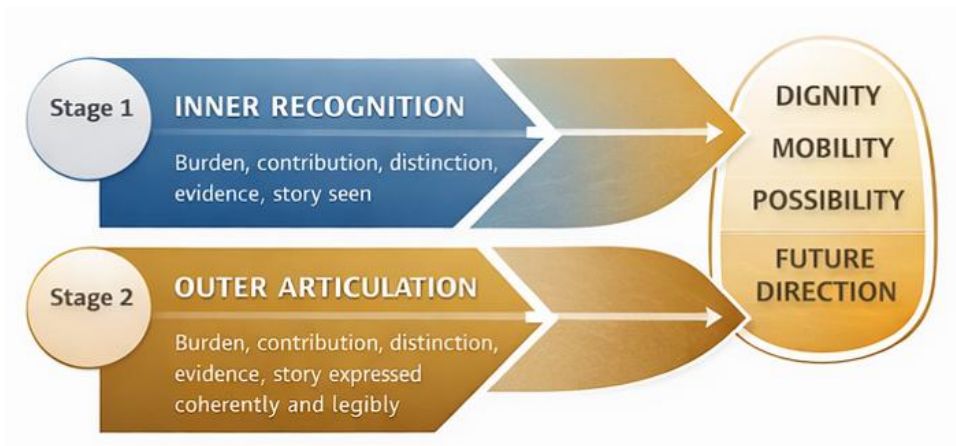 Stage 1
INNER RECOGNITION
Burden, contribution, distinction,
evidence, story seen
Stage 2
OUTER ARTICULATION
Burden, contribution, distinction,
evidence, story expressed
coherently and legibly
DIGNITY
MOBILITY
POSSIBILITY
FUTURE
DIRECTION